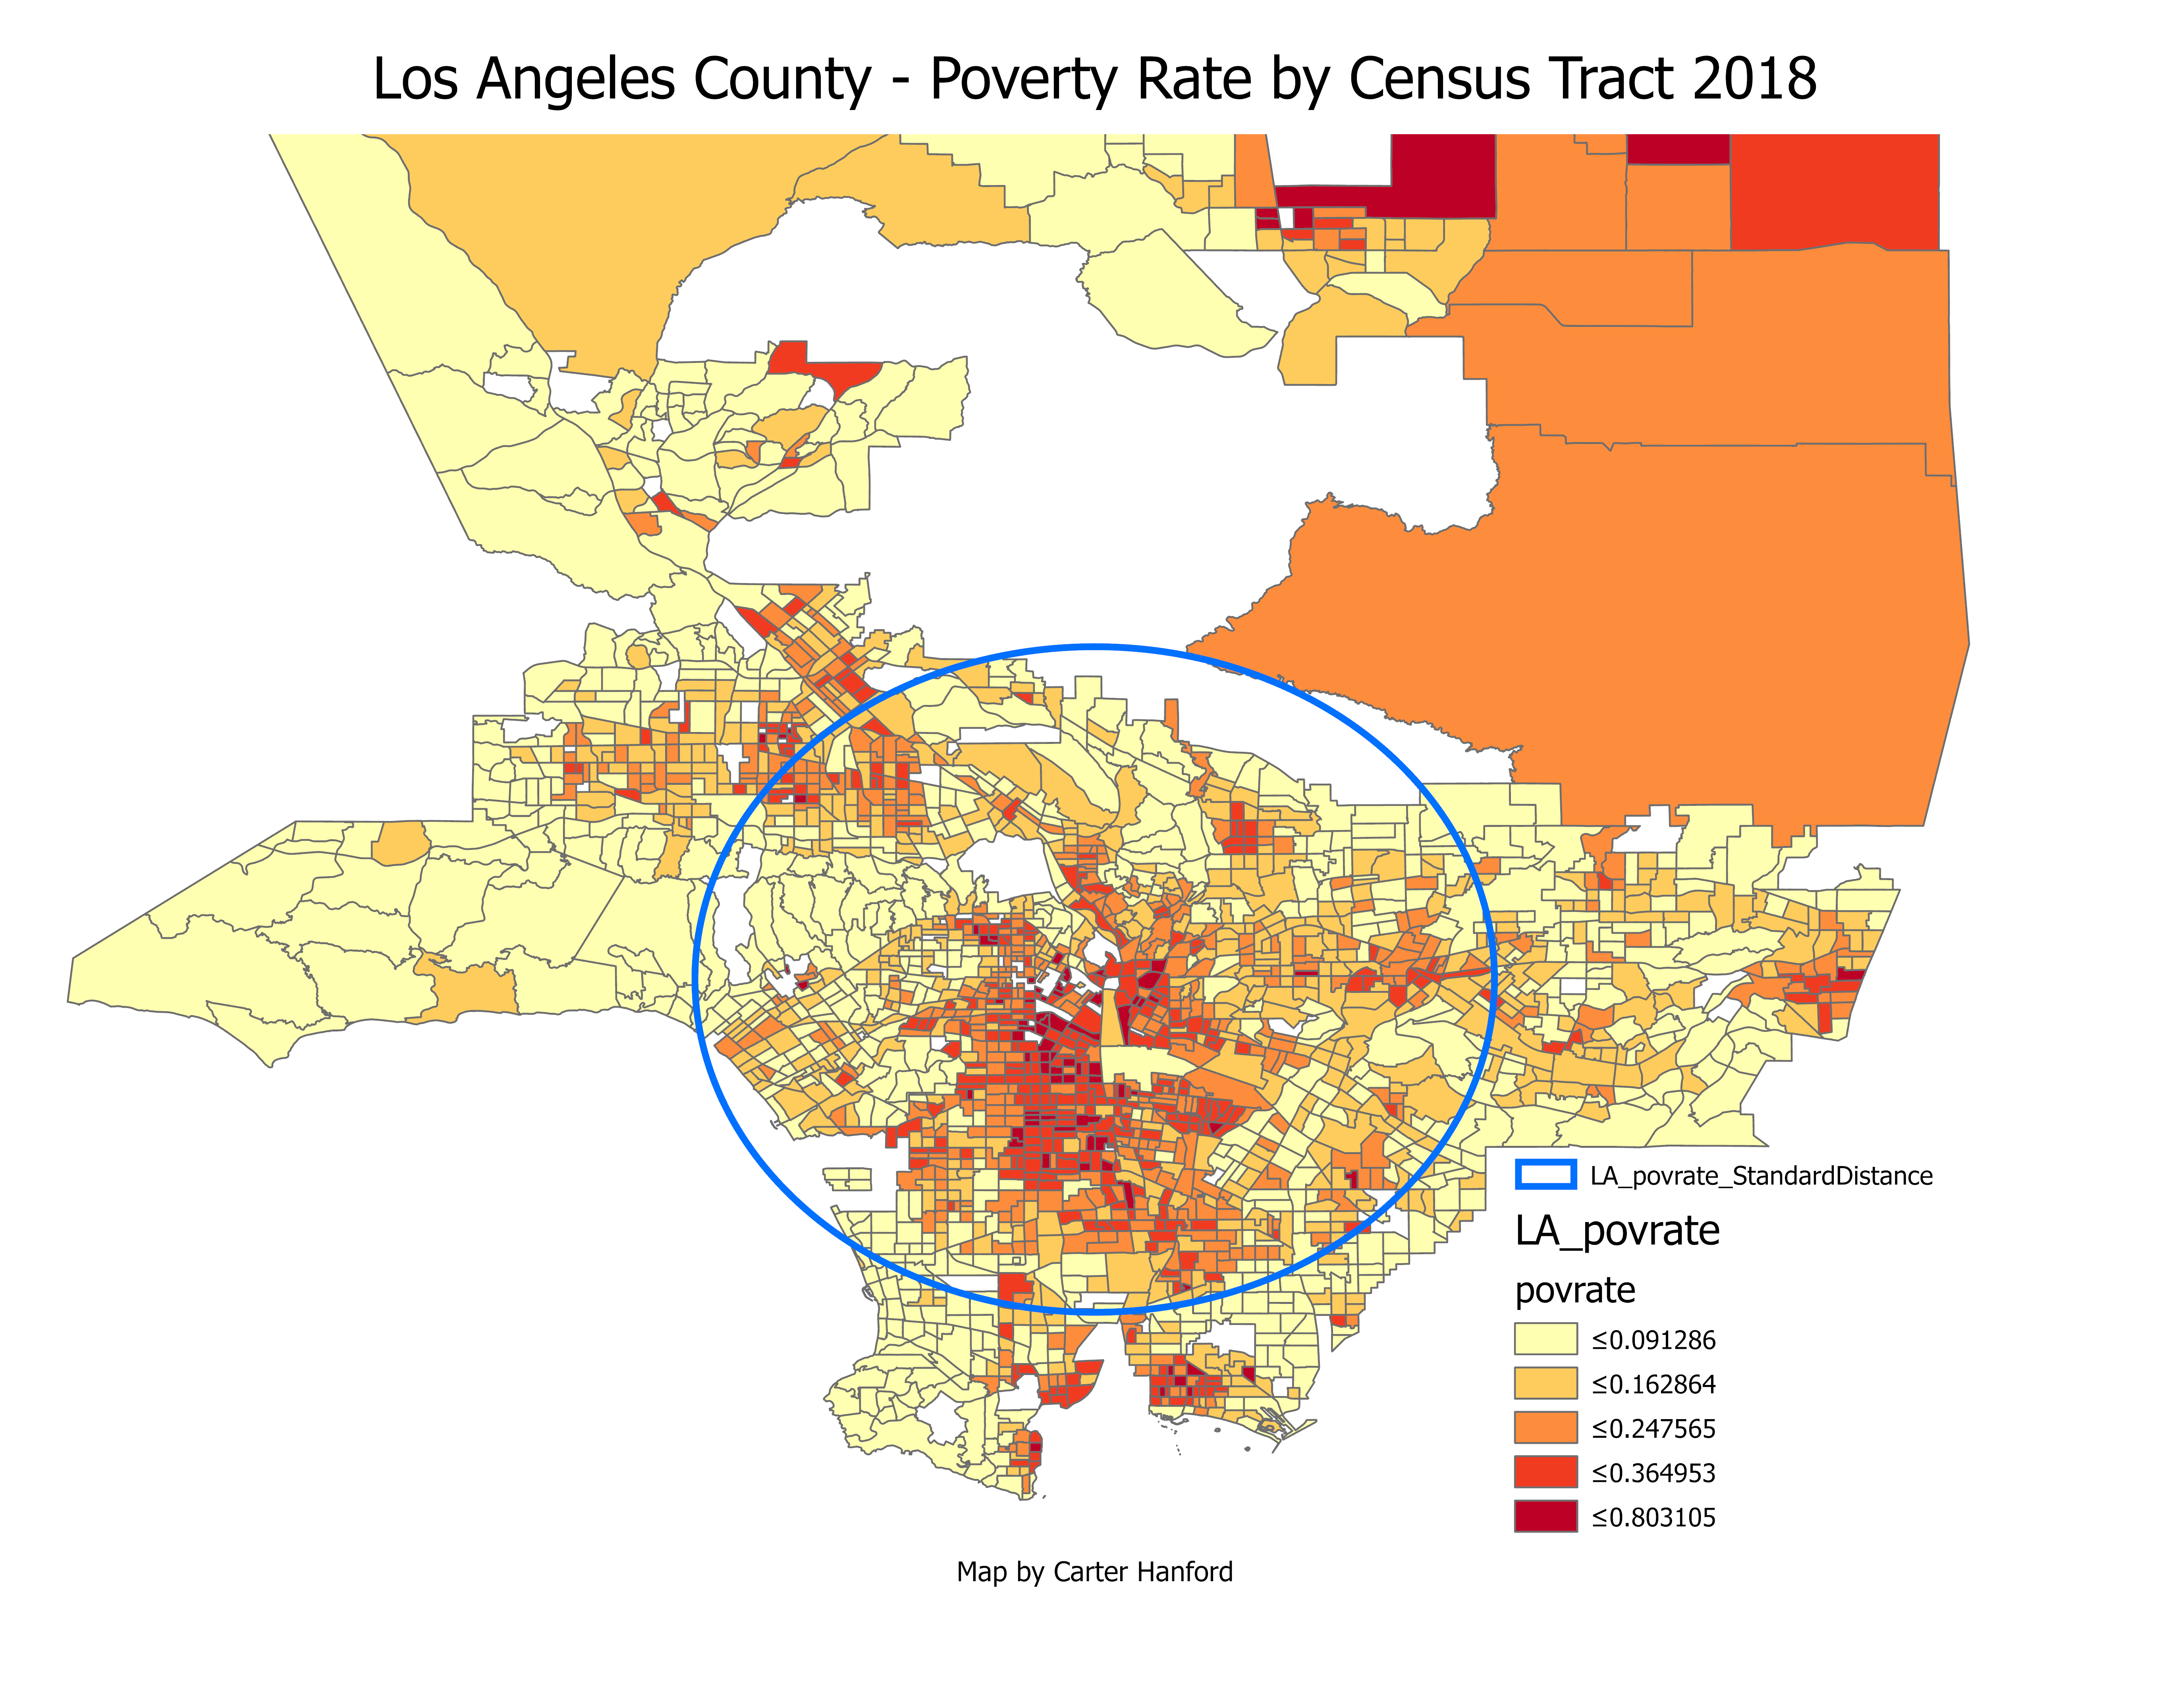 Los Angeles County - Poverty Rate by Census Tract 2018
LA_povrate_StandardDistance
LA_povrate
povrate
≤0.091286
≤0.162864
≤0.247565
≤0.364953
≤0.803105
Map by Carter Hanford